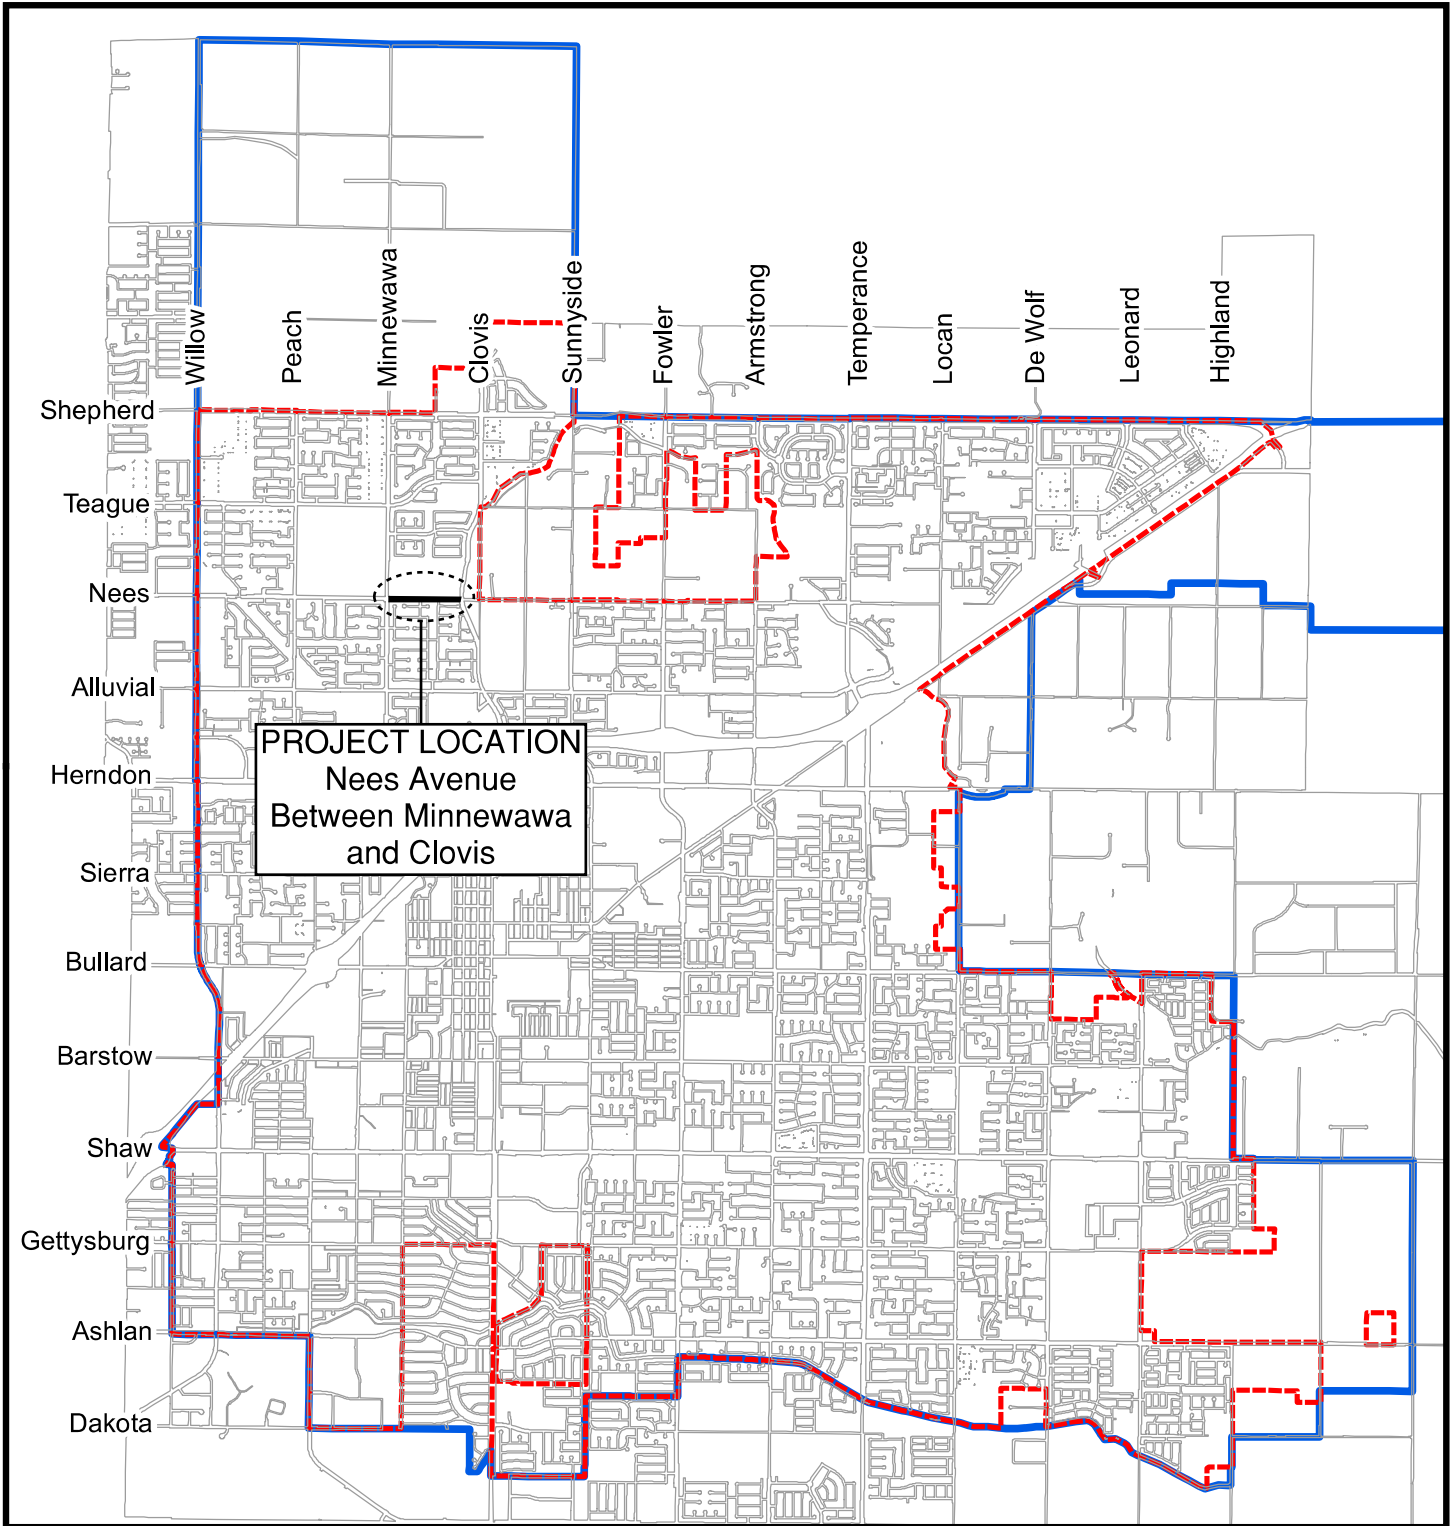 Willow
Peach
Minnewawa
Clovis
Sunnyside
Fowler
Armstrong
Temperance
Locan
De Wolf
Leonard
Highland
Shepherd
Teague
Nees
Alluvial
Herndon
Sierra
Bullard
Barstow
Shaw
Gettysburg
Ashlan
Dakota
PROJECT LOCATION
Nees Avenue
Between Minnewawa
and Clovis